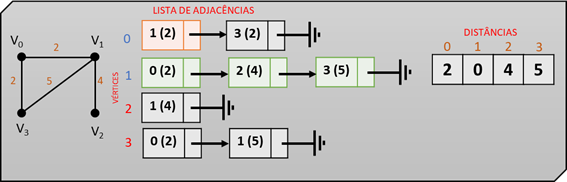 LISTA DE ADJACÊNCIAS
DISTÂNCIAS
V0 2 V1
2 5 4
V3 V2
VÉRTICES
0 1 (2) 3 (2)
1 0 (2) 2 (4) 3 (5)
2 1 (4)
3 0 (2) 1 (5)
0 1 2 3
2 0 4 5